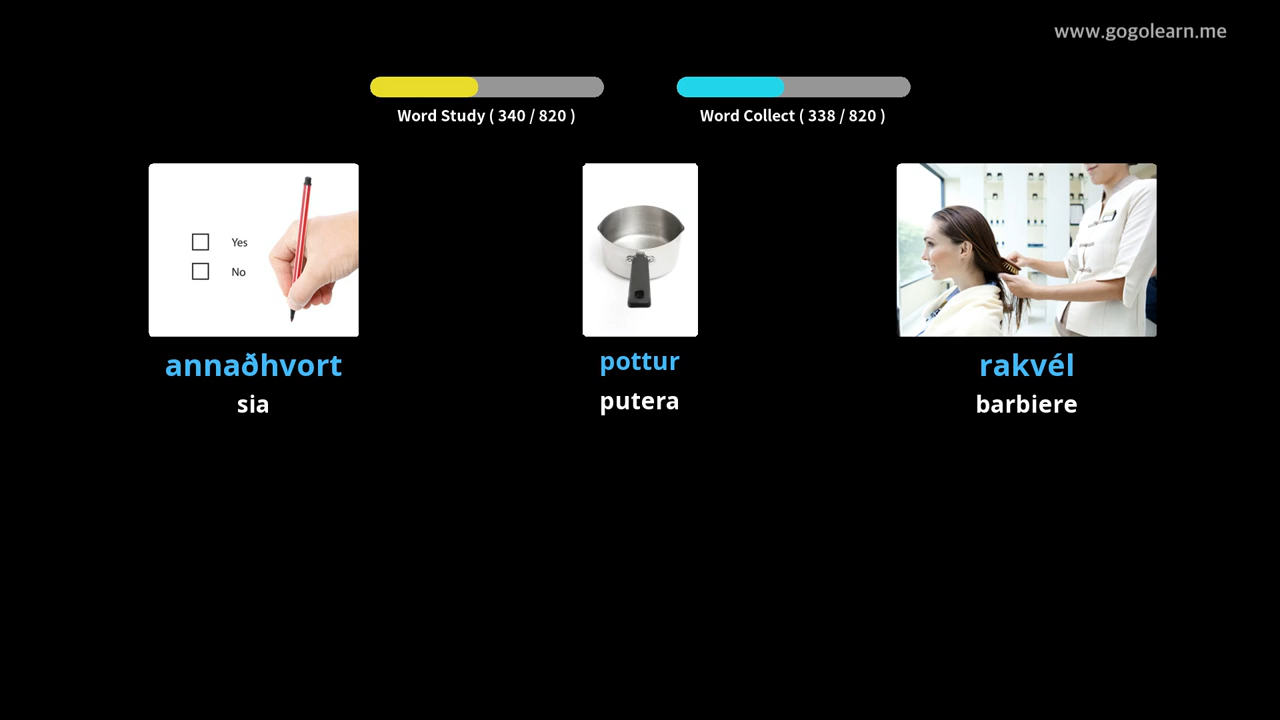 www.gogolearn.me
Word Study ( 340 / 820 )
Word Collect ( 338 / 820 )
Yes
No
annaðhvort
sia
pottur
putera
rakvél
barbiere